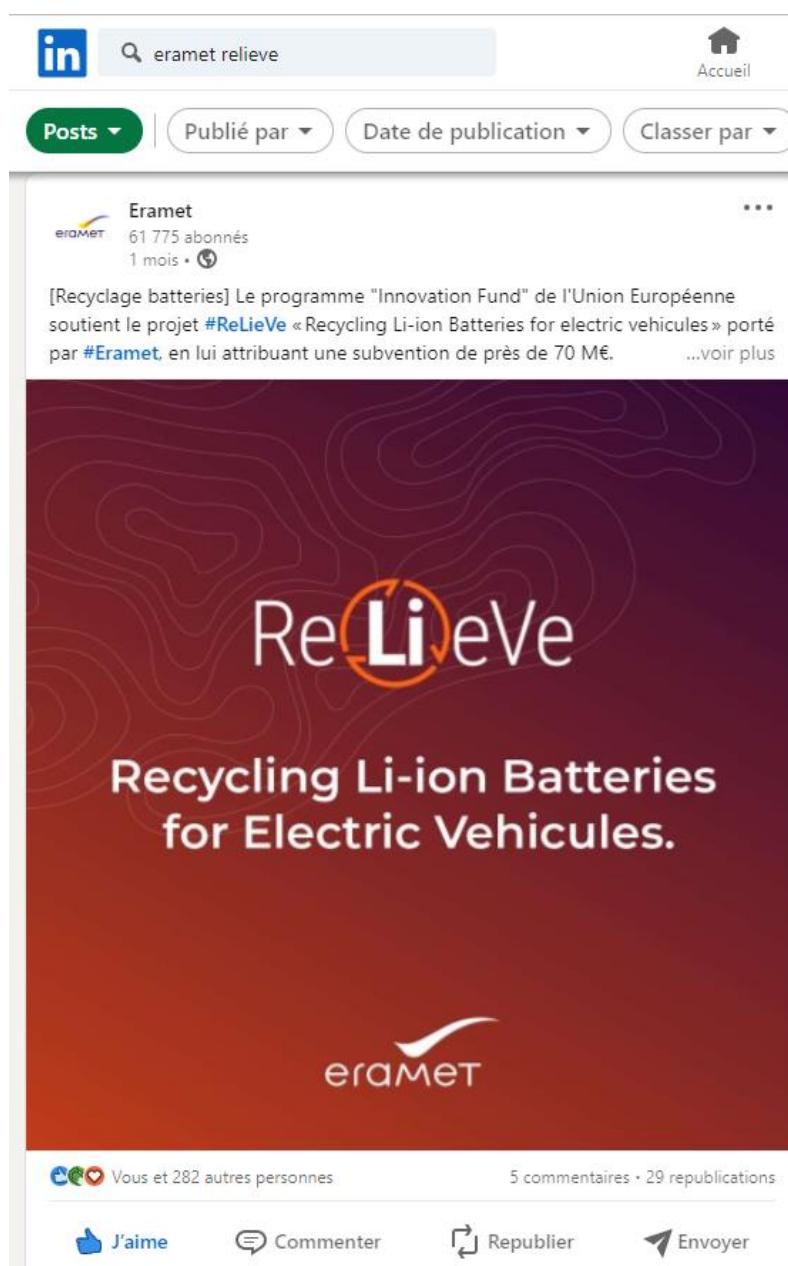 in
eramet relieve
Accueil
Posts
Publié par
Date de publication
Classer par
eramet
Eramet
61 775 abonnés
1 mois •
[Recyclage batteries] Le programme "Innovation Fund" de l'Union Européenne
soutient le projet #ReLieVe «Recycling Li-ion Batteries for electric vehicules» porté
par #Eramet, en lui attribuant une subvention de près de 70 M€. ...voir plus
ReLieVe
Recycling Li-ion Batteries
for Electric Vehicules.
eramet
Vous et 282 autres personnes
5 commentaires • 29 republications
J'aime
Commenter
Republier
Envoyer